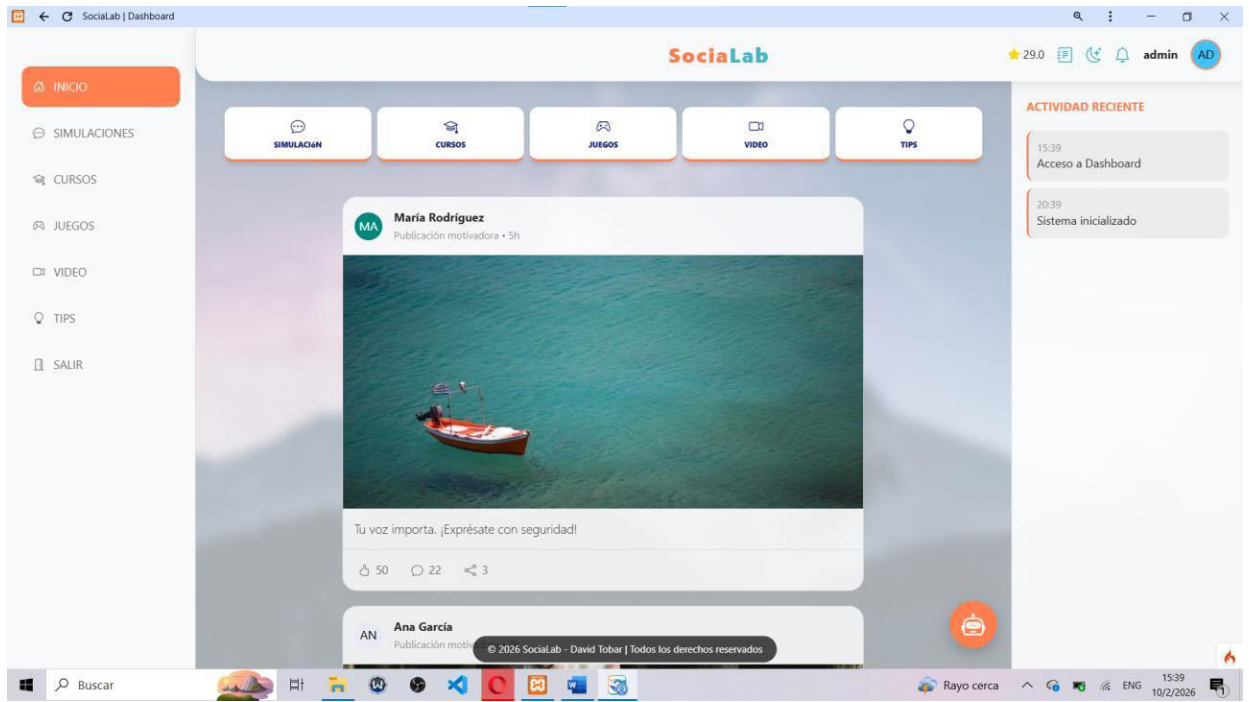 SociaLab | Dashboard
SociaLab
29.0
admin
AD
INICIO
SIMULACIONES
CURSOS
JUEGOS
VIDEO
TIPS
SALIR
SIMULACIóN
CURSOS
JUEGOS
VIDEO
TIPS
MA
María Rodríguez
Publicación motivadora • 5h
Tu voz importa. ¡Exprésate con seguridad!
50
22
3
AN
Ana García
Publicación
© 2026 SociaLab - David Tobar | Todos los derechos reservados
ACTIVIDAD RECIENTE
15:39
Acceso a Dashboard
20:39
Sistema inicializado
Buscar
Rayo cerca
ENG
15:39
10/2/2026